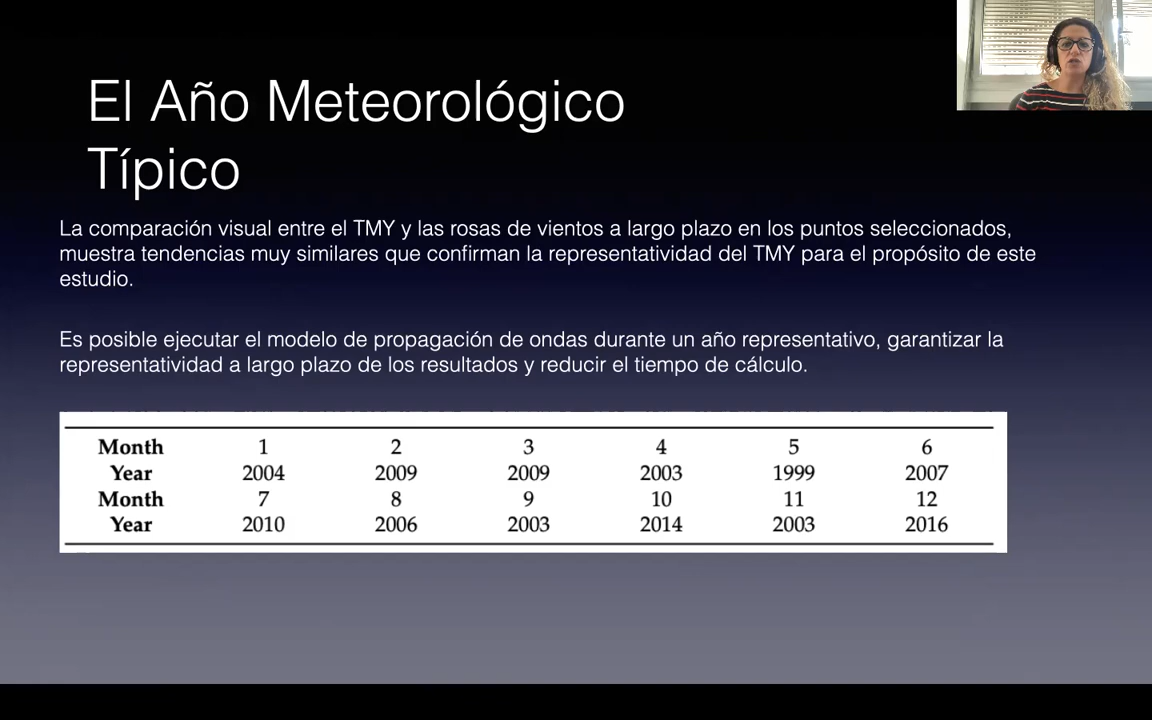 El Año Meteorológico
Típico
La comparación visual entre el TMY y las rosas de vientos a largo plazo en los puntos seleccionados,
muestra tendencias muy similares que confirman la representatividad del TMY para el propósito de este
estudio.
Es posible ejecutar el modelo de propagación de ondas durante un año representativo, garantizar la
representatividad a largo plazo de los resultados y reducir el tiempo de cálculo.
Month 1 2 3 4 5 6
Year 2004 2009 2009 2003 1999 2007
Month 7 8 9 10 11 12
Year 2010 2006 2003 2014 2003 2016